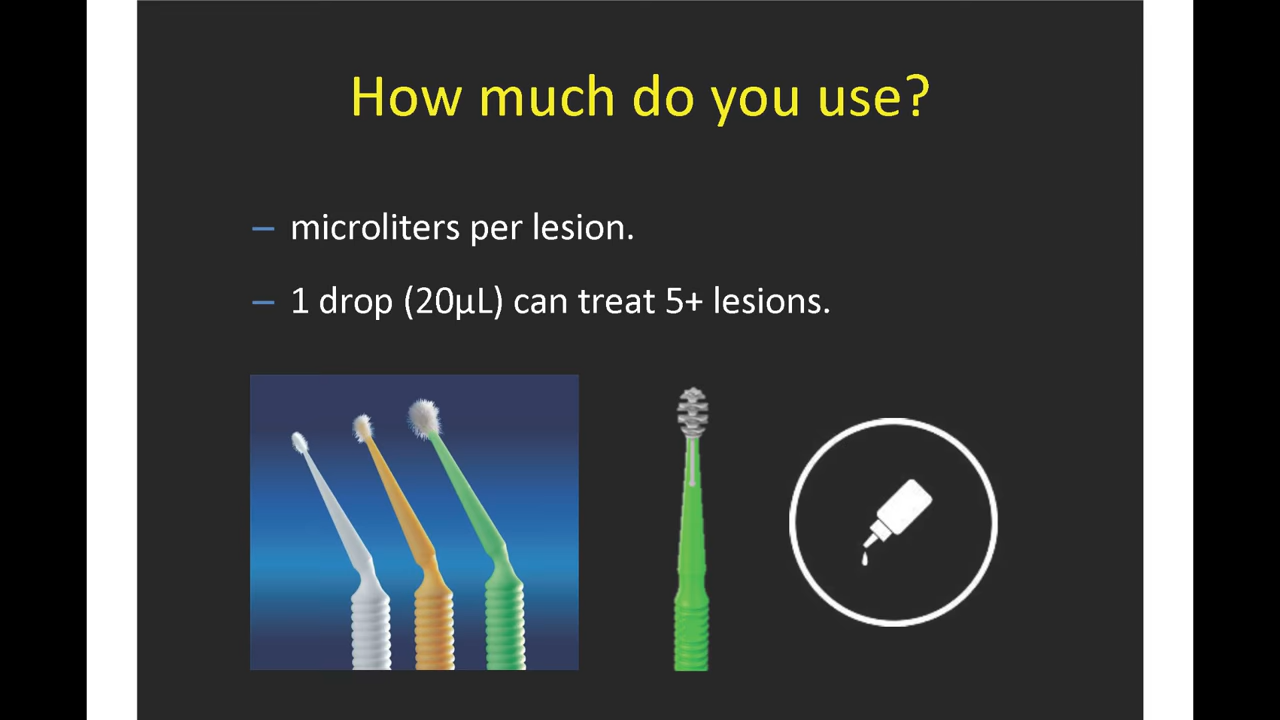 How much do you use?
– microliters per lesion.
– 1 drop (20µL) can treat 5+ lesions.